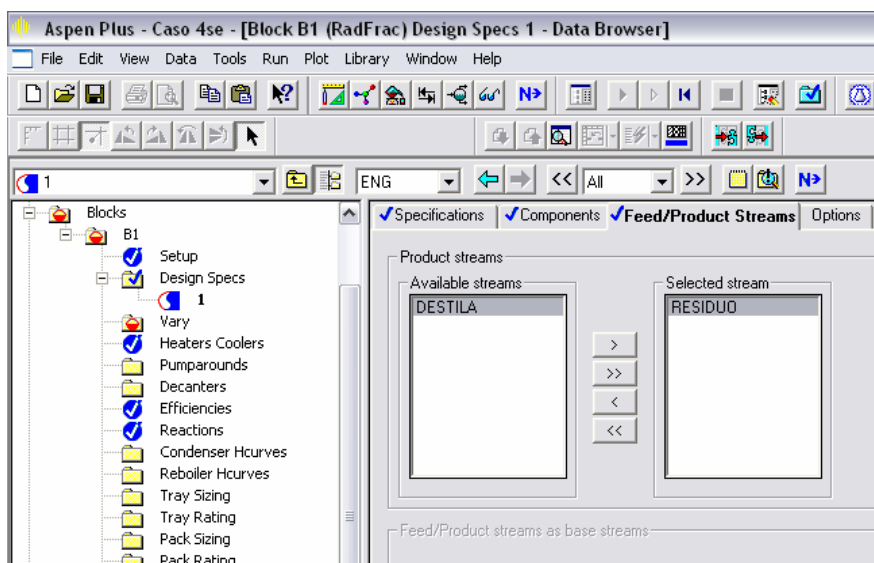 Aspen Plus - Caso 4se - [Block B1 (RadFrac) Design Specs 1 - Data Browser]
File Edit View Data Tools Run Plot Library Window Help
N>
1 ENG << All >> N>
Blocks
B1
Setup
Design Specs
1
Vary
Heaters Coolers
Pumparounds
Decanters
Efficiencies
Reactions
Condenser Hcurves
Reboiler Hcurves
Tray Sizing
Tray Rating
Pack Sizing
Pack Rating
Specifications Components Feed/Product Streams Options
Product streams
Available streams Selected stream
DESTILA RESIDUO
>
>>
<
<<
Feed/Product streams as base streams